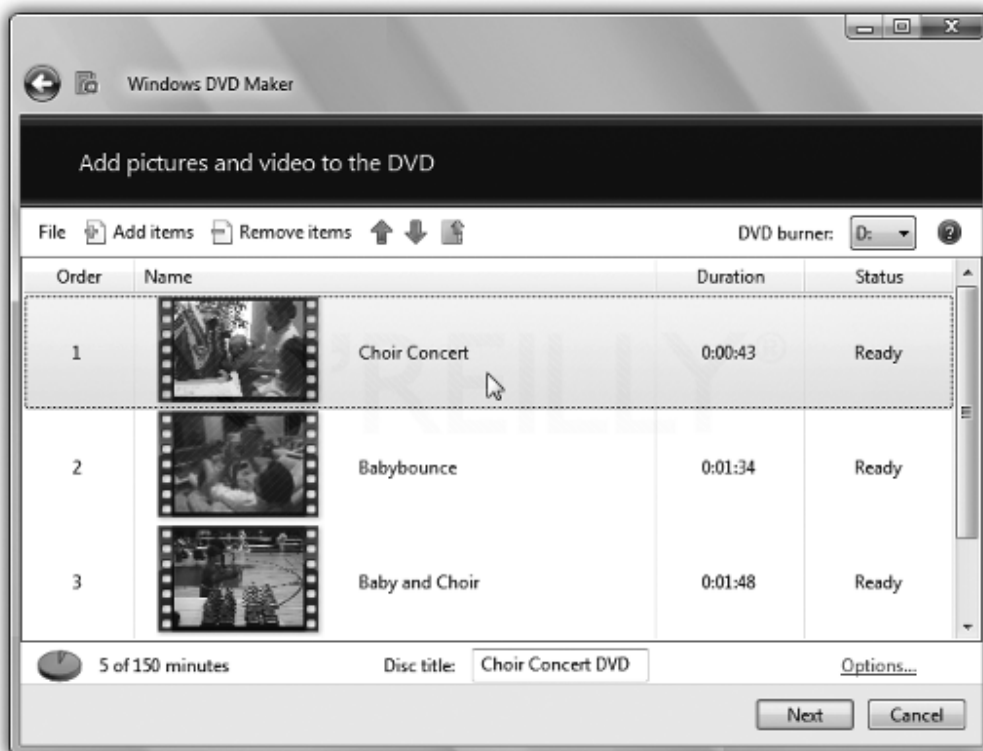 Windows DVD Maker
Add pictures and video to the DVD
File Add items Remove items DVD burner: D:
Order Name Duration Status
1 Choir Concert 0:00:43 Ready
2 Babybounce 0:01:34 Ready
3 Baby and Choir 0:01:48 Ready
5 of 150 minutes Disc title: Choir Concert DVD Options...
Next Cancel
O'REILLY®